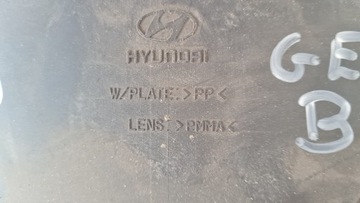 HYUNDAI
W/PLATE:>PP<
LENS:>PMMA<
GE
B